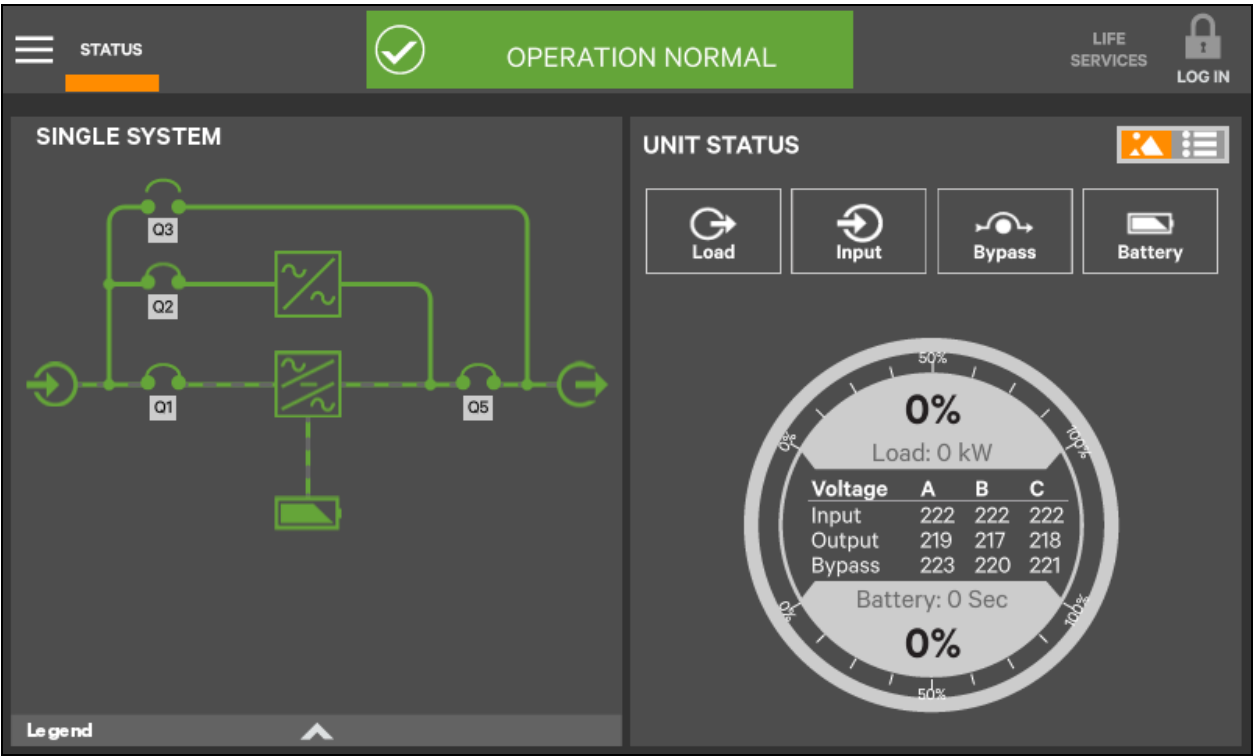 STATUS
OPERATION NORMAL
LIFE
SERVICES
LOG IN
SINGLE SYSTEM
Q3
Q2
Q1
Q5
Legend
UNIT STATUS
Load
Input
Bypass
Battery
50%
0%
100%
0%
Load: 0 kW
Voltage A B C
Input 222 222 222
Output 219 217 218
Bypass 223 220 221
Battery: 0 Sec
0%
0%
100%
50%